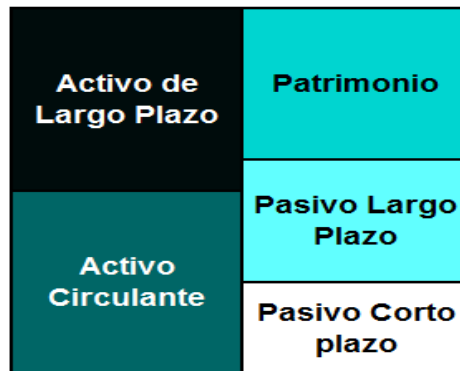 Activo de
Largo Plazo
Activo
Circulante
Patrimonio
Pasivo Largo
Plazo
Pasivo Corto
plazo